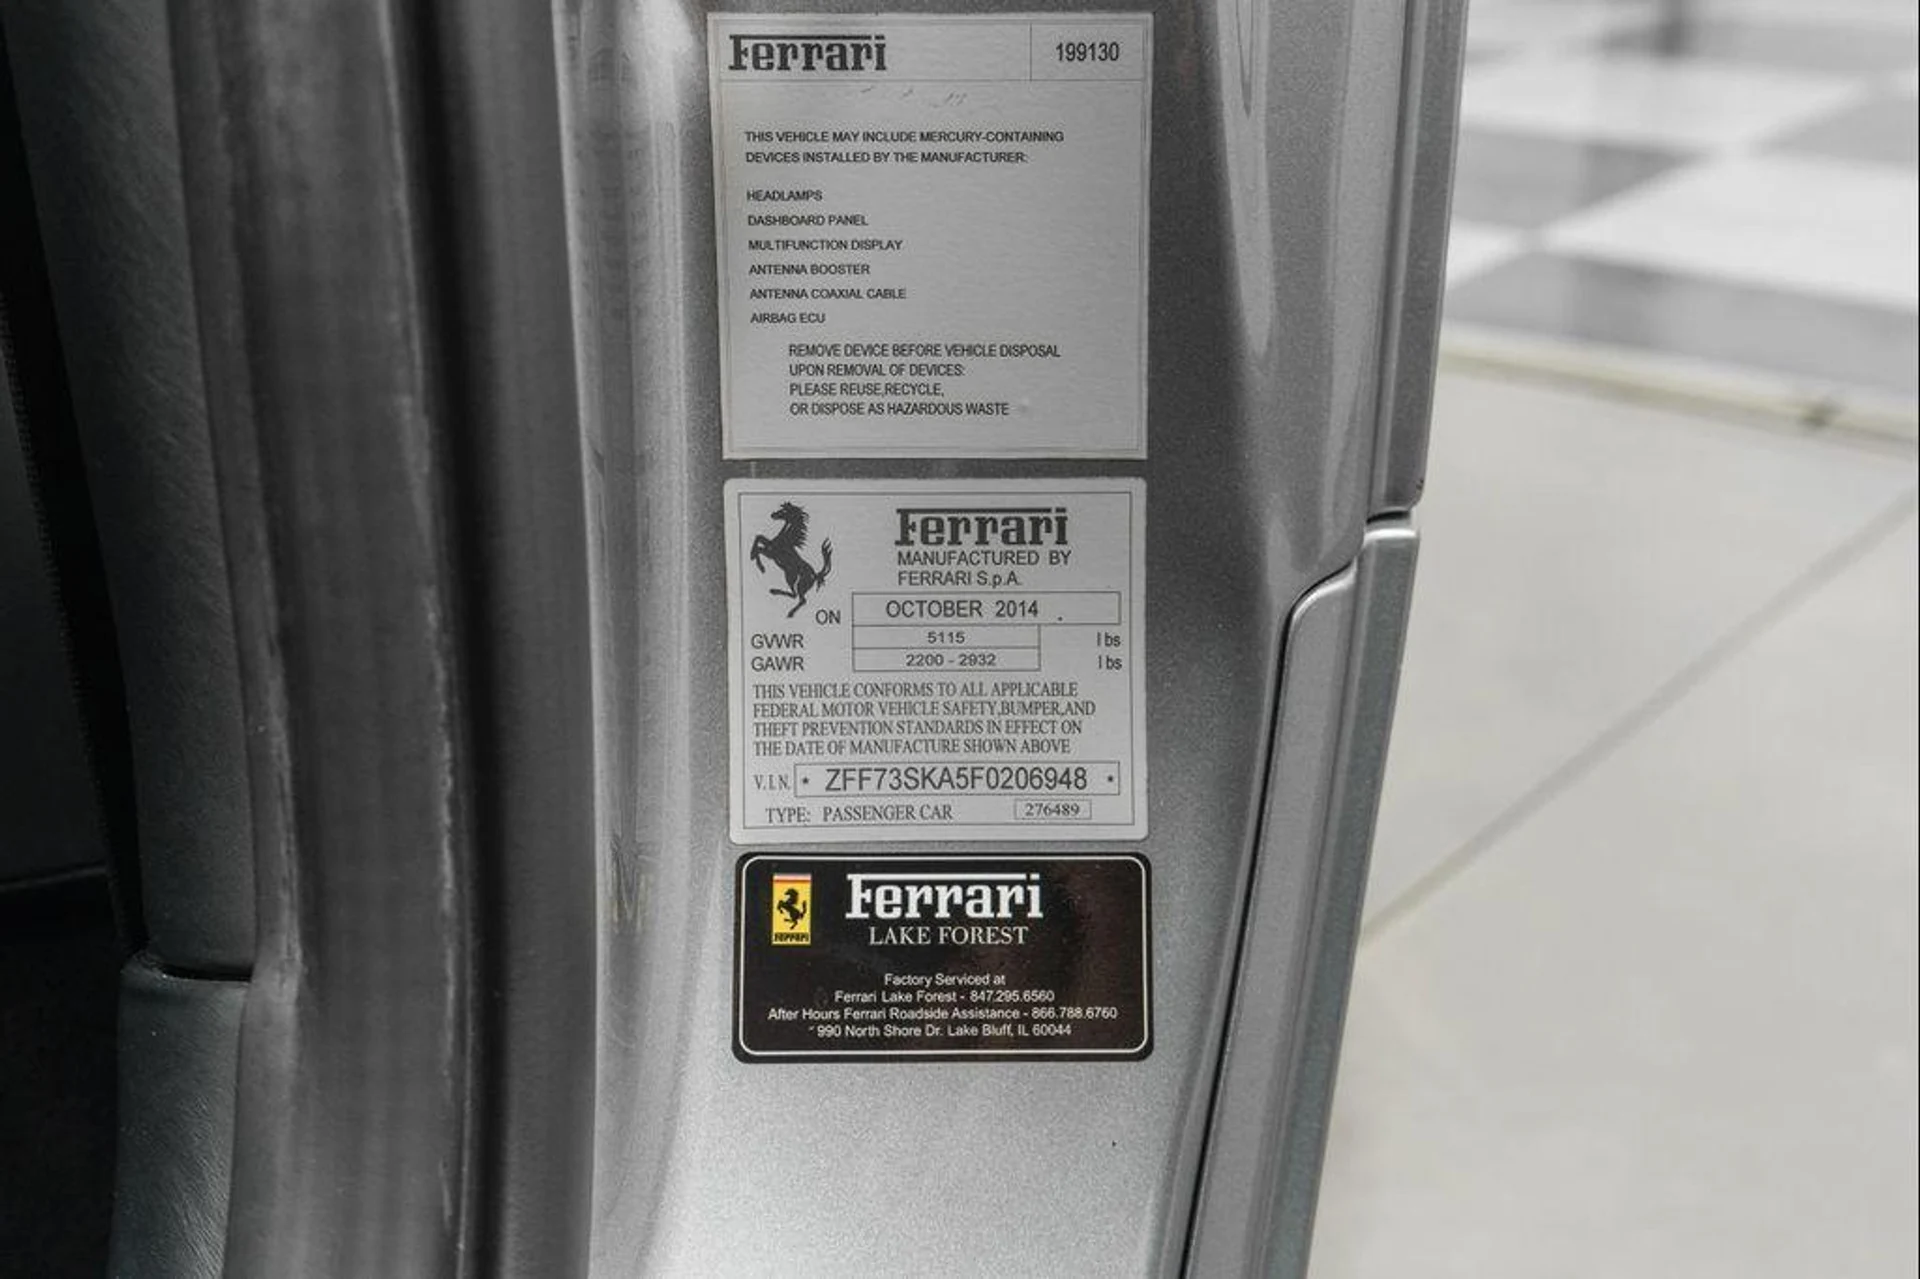 Ferrari 199130
THIS VEHICLE MAY INCLUDE MERCURY-CONTAINING
DEVICES INSTALLED BY THE MANUFACTURER:
HEADLAMPS
DASHBOARD PANEL
MULTIFUNCTION DISPLAY
ANTENNA BOOSTER
ANTENNA COAXIAL CABLE
AIRBAG ECU
REMOVE DEVICE BEFORE VEHICLE DISPOSAL
UPON REMOVAL OF DEVICES:
PLEASE REUSE,RECYCLE,
OR DISPOSE AS HAZARDOUS WASTE
Ferrari
MANUFACTURED BY
FERRARI S.p.A.
ON OCTOBER 2014
GVWR 5115 lbs
GAWR 2200 - 2932 lbs
THIS VEHICLE CONFORMS TO ALL APPLICABLE
FEDERAL MOTOR VEHICLE SAFETY,BUMPER,AND
THEFT PREVENTION STANDARDS IN EFFECT ON
THE DATE OF MANUFACTURE SHOWN ABOVE
V.I.N. * ZFF73SKA5F0206948 *
TYPE: PASSENGER CAR 276489
Ferrari
Ferrari
LAKE FOREST
Factory Serviced at
Ferrari Lake Forest - 847.295.6560
After Hours Ferrari Roadside Assistance - 866.788.6760
990 North Shore Dr. Lake Bluff, IL 60044